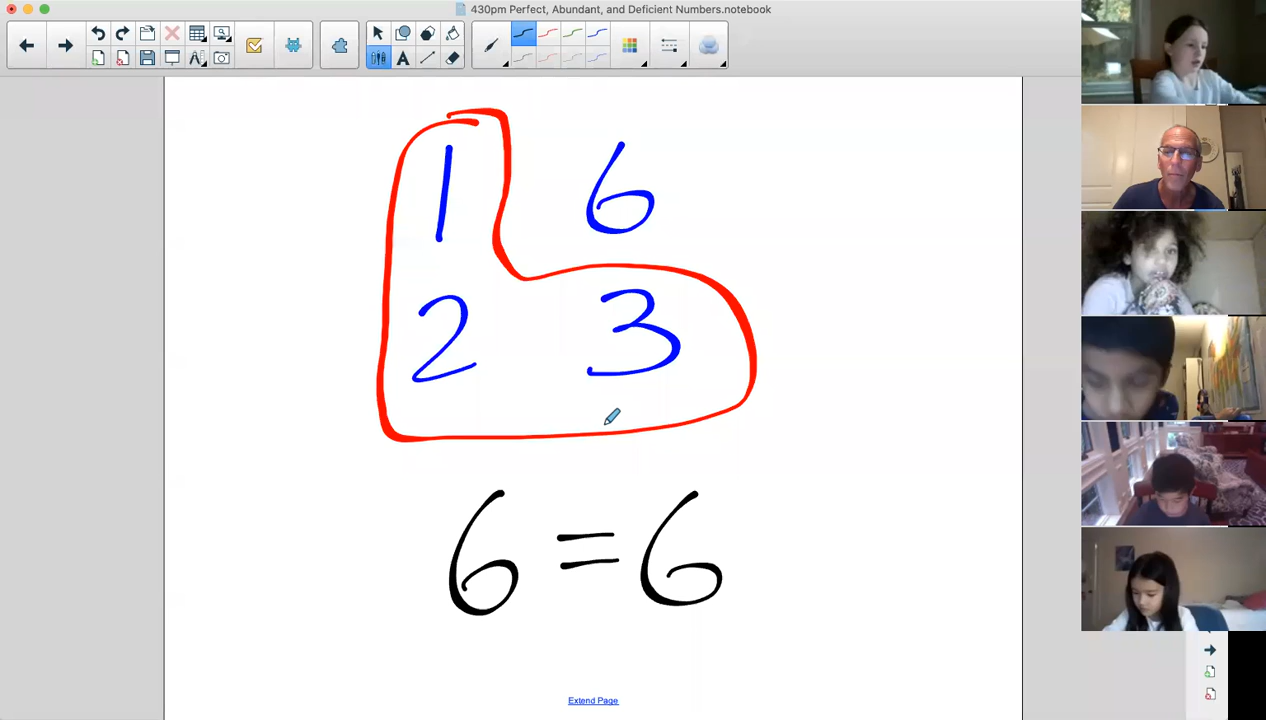 430pm Perfect, Abundant, and Deficient Numbers.notebook
1 6
2 3
6 = 6
Extend Page